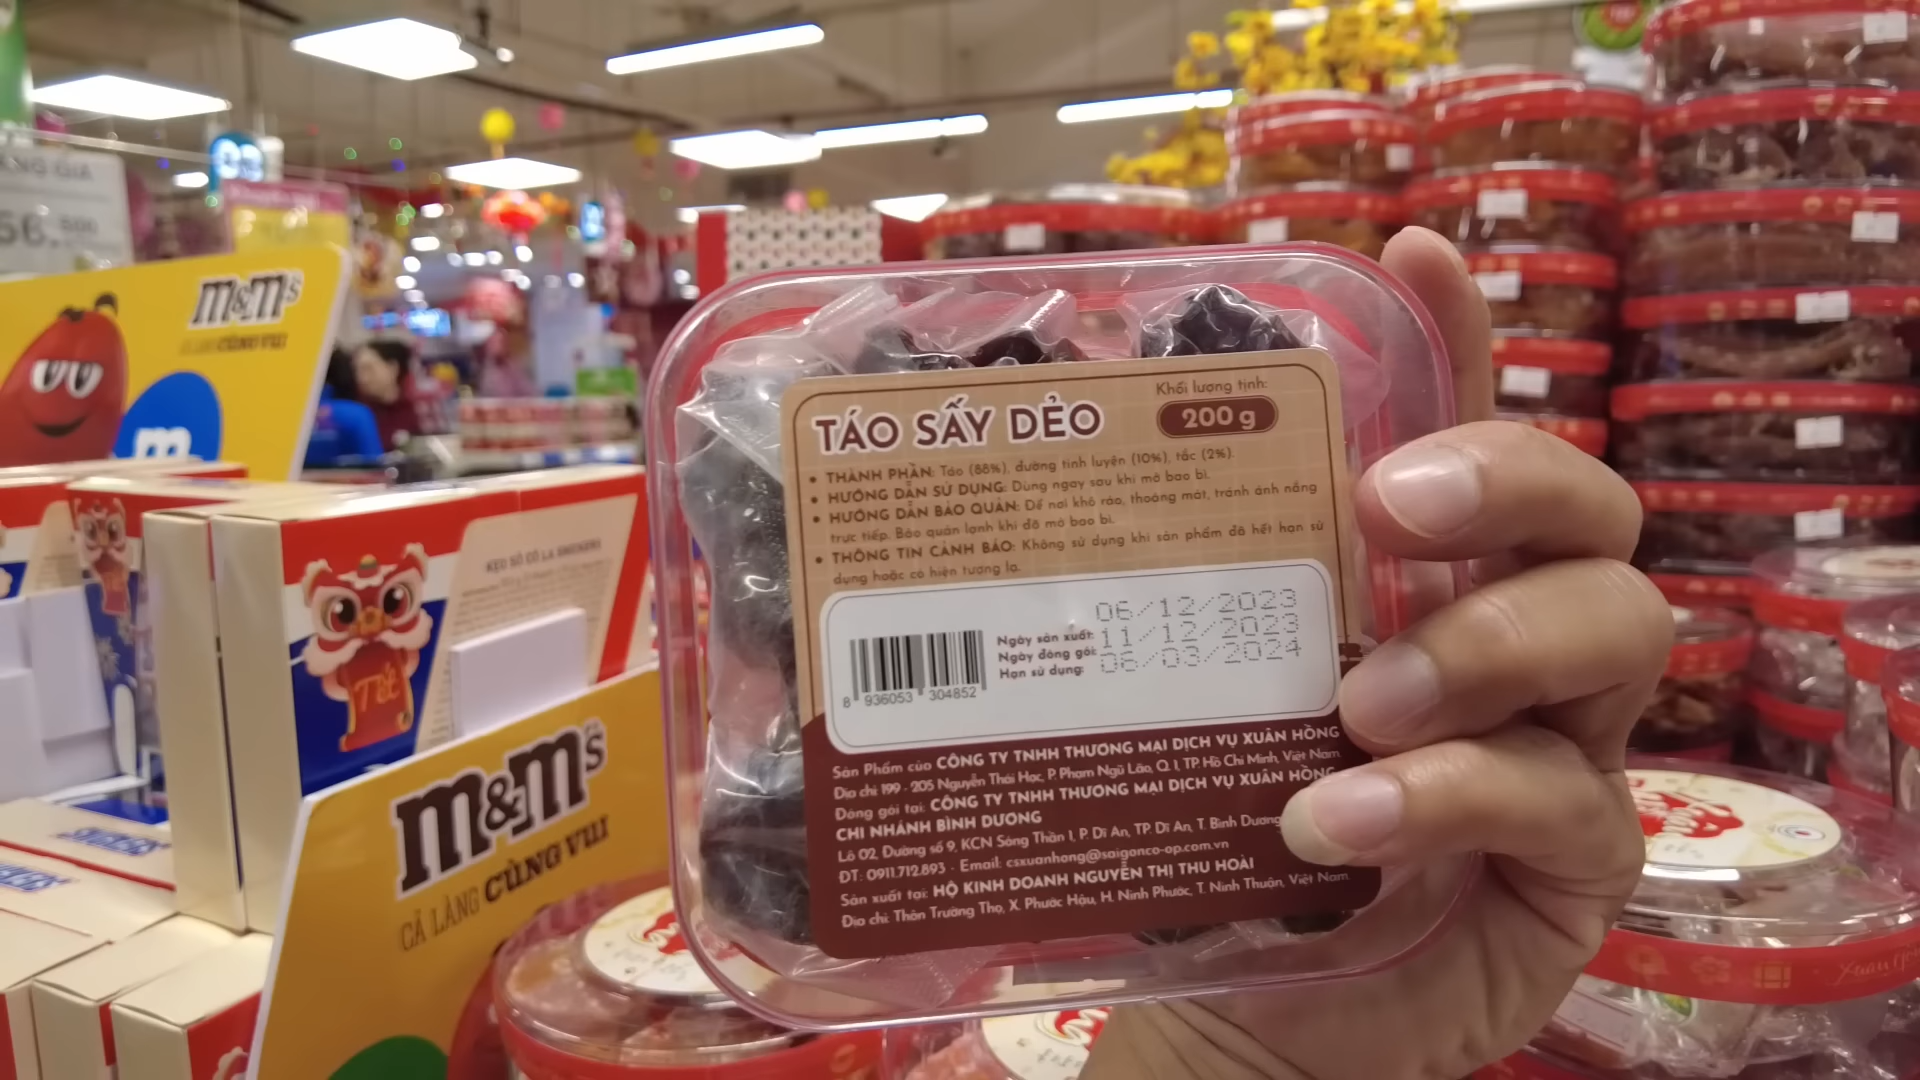 56.
m&m's
CÙNG VUI
m
KẸO SÔ CÔ LA SNICKERS
Tết
m&m's
CẢ LÀNG CÙNG VUI
TÁO SẤY DẺO
Khối lượng tịnh:
200 g
• THÀNH PHẦN: Táo (88%), đường tinh luyện (10%), tắc (2%).
• HƯỚNG DẪN SỬ DỤNG: Dùng ngay sau khi mở bao bì.
• HƯỚNG DẪN BẢO QUẢN: Để nơi khô ráo, thoáng mát, tránh ánh nắng
trực tiếp. Bảo quản lạnh khi đã mở bao bì.
• THÔNG TIN CẢNH BÁO: Không sử dụng khi sản phẩm đã hết hạn sử
dụng hoặc có hiện tượng lạ.
Ngày sản xuất: 06/12/2023
Ngày đóng gói: 11/12/2023
Hạn sử dụng: 06/03/2024
8 936053 304852
Sản Phẩm của CÔNG TY TNHH THƯƠNG MẠI DỊCH VỤ XUÂN HỒNG
Địa chỉ: 199 - 205 Nguyễn Thái Học, P. Phạm Ngũ Lão, Q. 1, TP. Hồ Chí Minh, Việt Nam
Đóng gói tại: CÔNG TY TNHH THƯƠNG MẠI DỊCH VỤ XUÂN HỒNG
CHI NHÁNH BÌNH DƯƠNG
Lô 02, Đường số 9, KCN Sóng Thần 1, P. Dĩ An, TP. Dĩ An, T. Bình Dương
ĐT: 0911.712.893 - Email: csxuanhong@saigonco-op.com.vn
Sản xuất tại: HỘ KINH DOANH NGUYỄN THỊ THU HOÀI
Địa chỉ: Thôn Trường Thọ, X. Phước Hậu, H. Ninh Phước, T. Ninh Thuận, Việt Nam